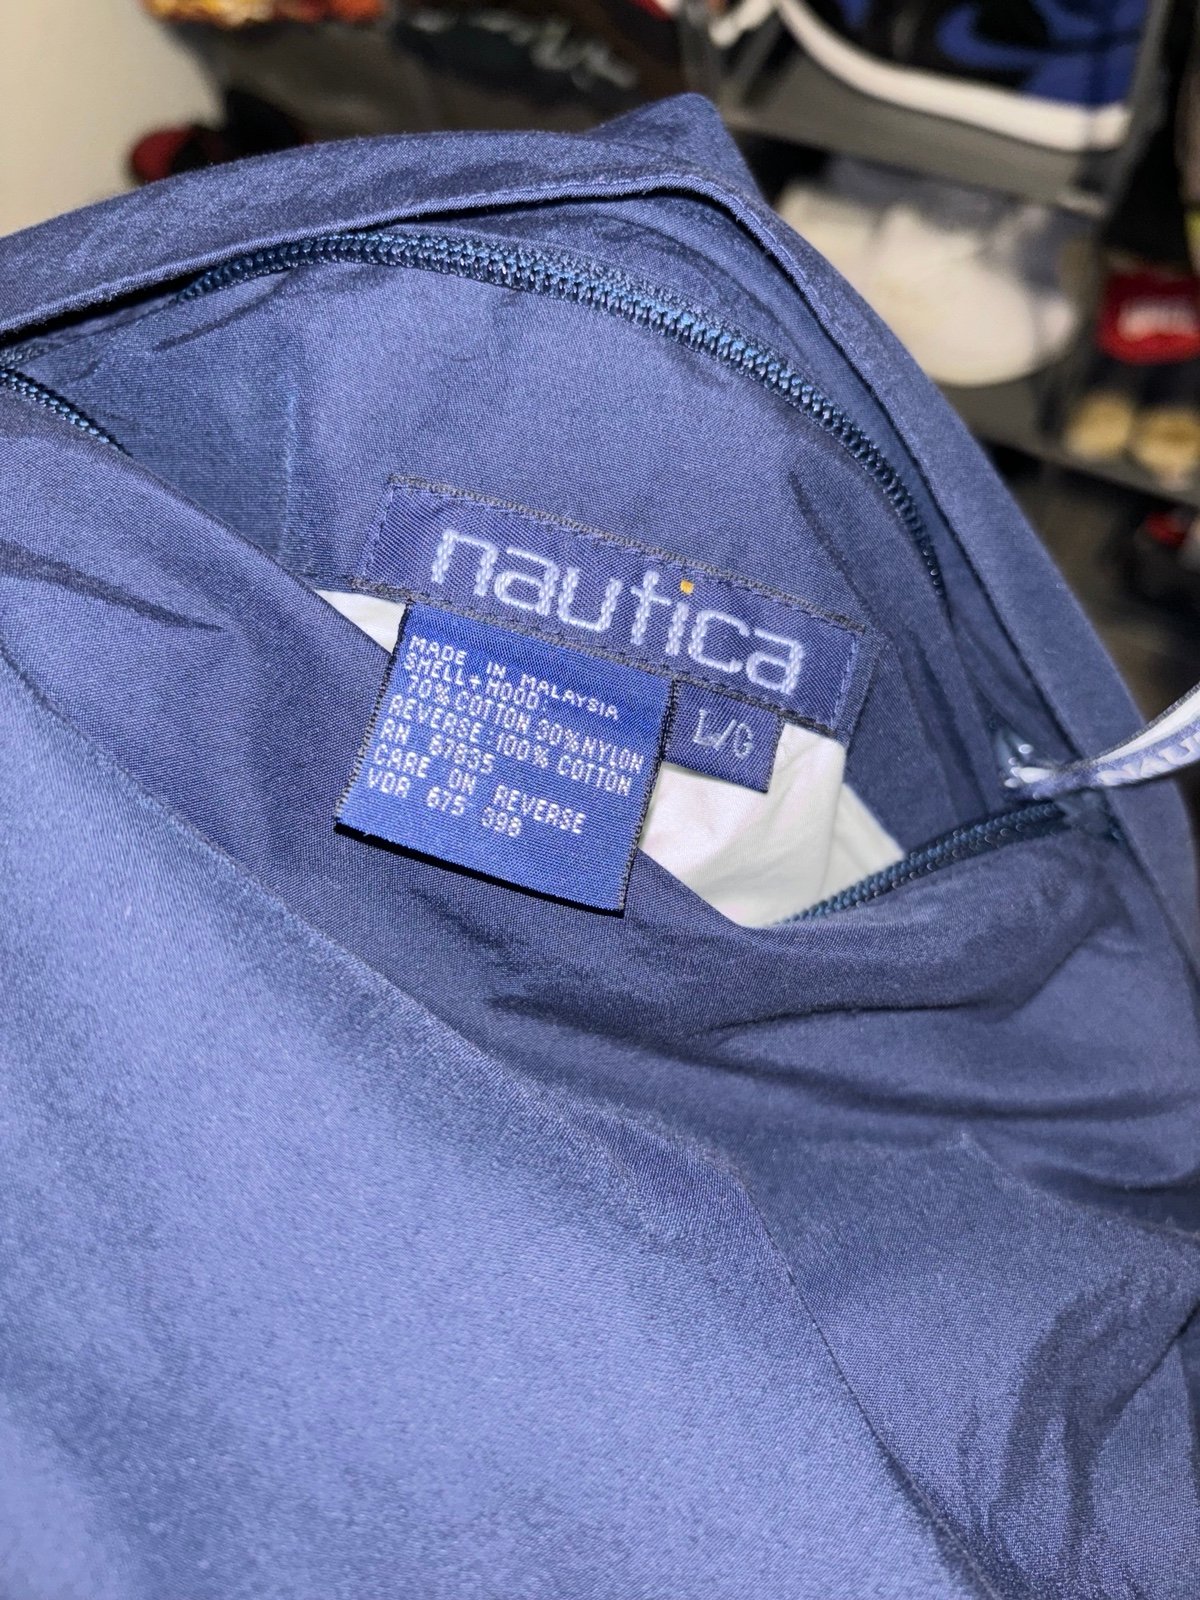 nautica
L/G
MADE IN MALAYSIA
SHELL+HOOD:
70%COTTON 30%NYLON
REVERSE:100% COTTON
RN 67835
CARE ON REVERSE
VDR 675 398